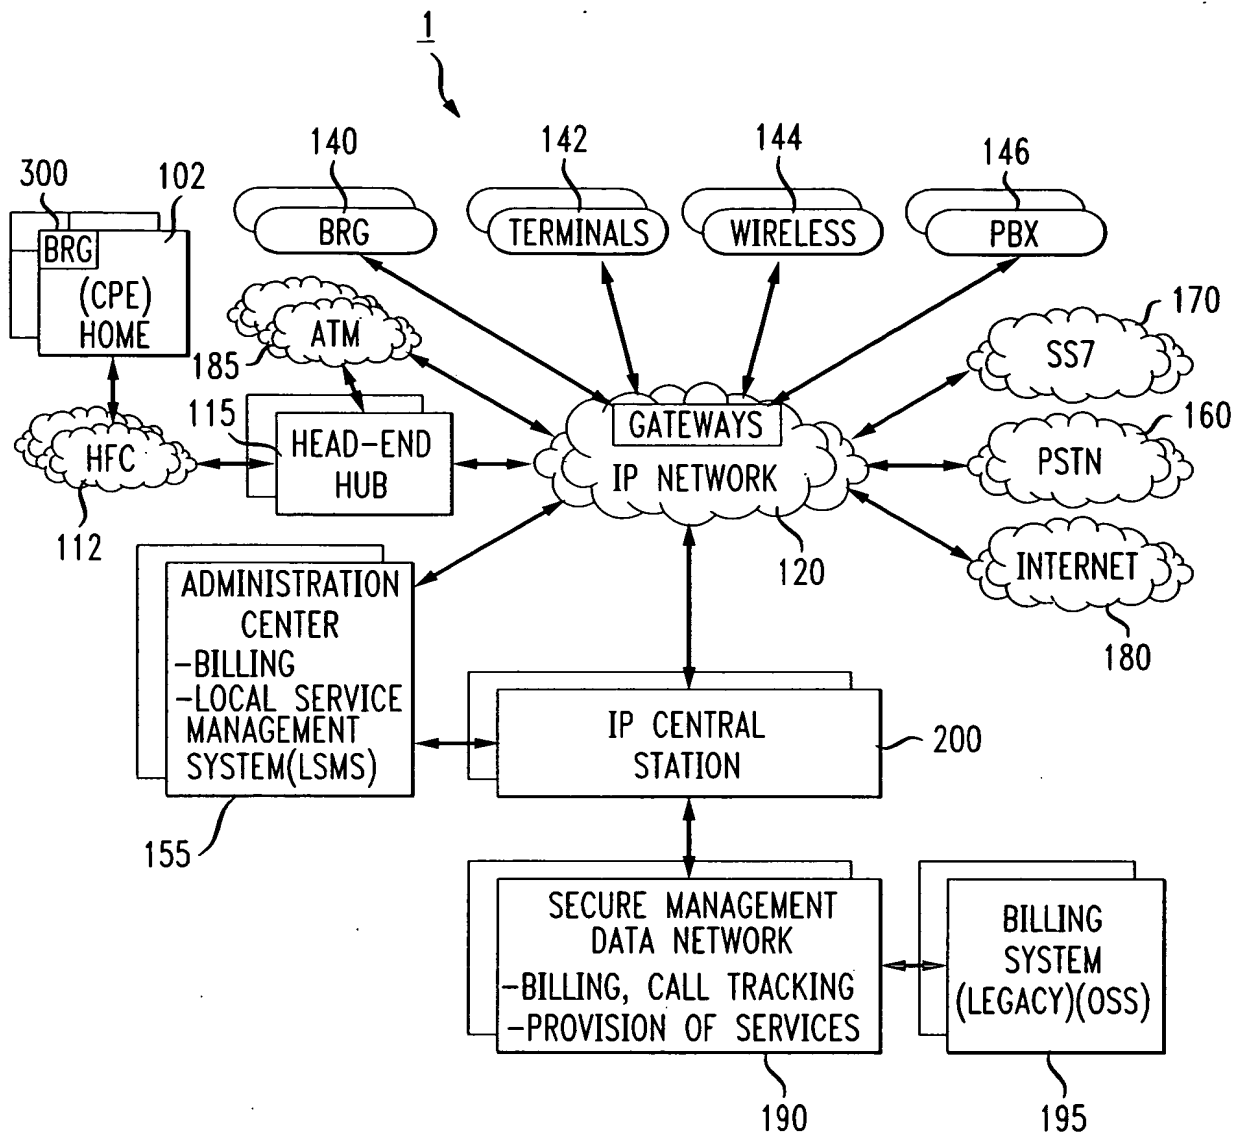 1
140
142
144
146
300
102
BRG
TERMINALS
WIRELESS
PBX
BRG
(CPE)
HOME
ATM
185
170
SS7
115
HEAD-END
HUB
GATEWAYS
IP NETWORK
160
PSTN
HFC
112
120
INTERNET
180
ADMINISTRATION
CENTER
-BILLING
-LOCAL SERVICE
MANAGEMENT
SYSTEM(LSMS)
155
IP CENTRAL
STATION
200
SECURE MANAGEMENT
DATA NETWORK
-BILLING, CALL TRACKING
-PROVISION OF SERVICES
190
BILLING
SYSTEM
(LEGACY)(OSS)
195